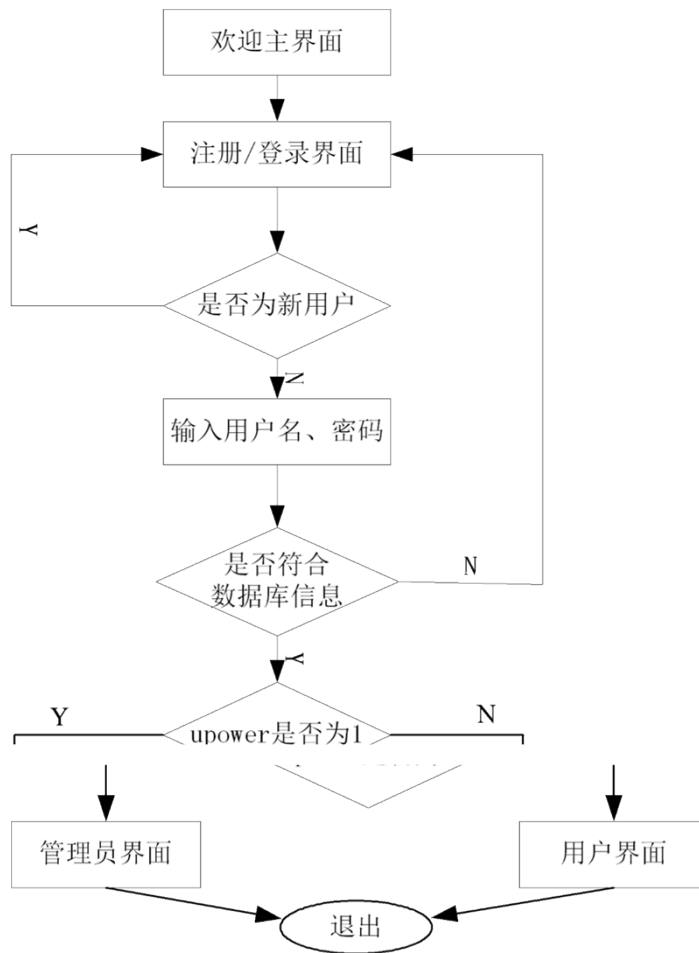 欢迎主界面
注册/登录界面
Y
是否为新用户
N
输入用户名、密码
是否符合
数据库信息
N
Y
Y
N
upower是否为1
管理员界面
用户界面
退出